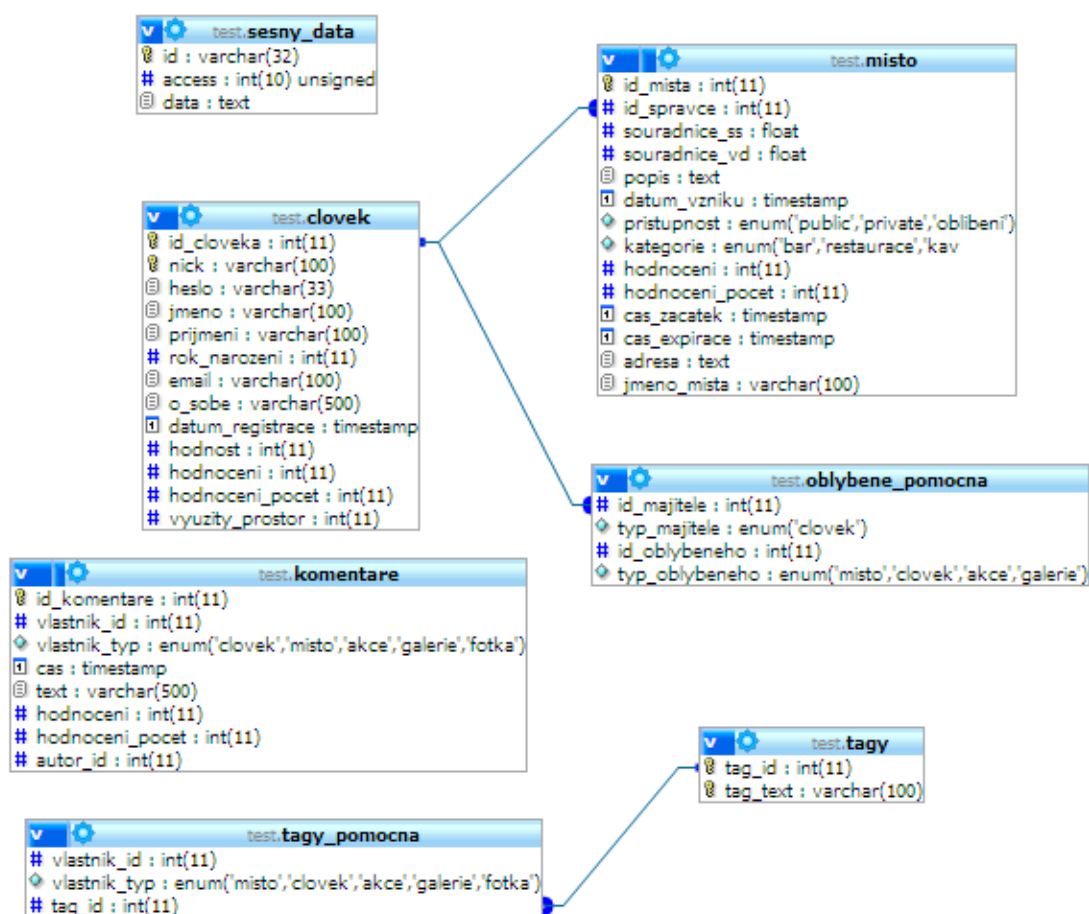 test.sesny_data
id : varchar(32)
# access : int(10) unsigned
data : text
test.misto
id_mista : int(11)
# id_spravce : int(11)
# souradnice_ss : float
# souradnice_vd : float
popis : text
datum_vzniku : timestamp
pristupnost : enum('public','private','oblibeni')
kategorie : enum('bar','restaurace','kav
# hodnoceni : int(11)
# hodnoceni_pocet : int(11)
cas_zacatek : timestamp
cas_expirace : timestamp
adresa : text
jmeno_mista : varchar(100)
test.clovek
id_cloveka : int(11)
nick : varchar(100)
heslo : varchar(33)
jmeno : varchar(100)
prijmeni : varchar(100)
# rok_narozeni : int(11)
email : varchar(100)
o_sobe : varchar(500)
datum_registrace : timestamp
# hodnost : int(11)
# hodnoceni : int(11)
# hodnoceni_pocet : int(11)
# vyuzity_prostor : int(11)
test.oblybene_pomocna
# id_majitele : int(11)
typ_majitele : enum('clovek')
# id_oblybeneho : int(11)
typ_oblybeneho : enum('misto','clovek','akce','galerie')
test.komentare
id_komentare : int(11)
# vlastnik_id : int(11)
vlastnik_typ : enum('clovek','misto','akce','galerie','fotka')
cas : timestamp
text : varchar(500)
# hodnoceni : int(11)
# hodnoceni_pocet : int(11)
# autor_id : int(11)
test.tagy
tag_id : int(11)
tag_text : varchar(100)
test.tagy_pomocna
# vlastnik_id : int(11)
vlastnik_typ : enum('misto','clovek','akce','galerie','fotka')
# tag_id : int(11)